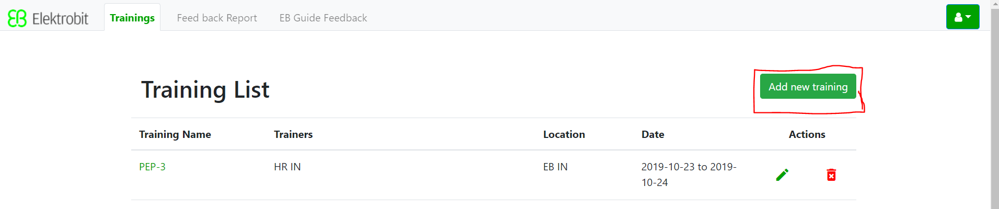 EB Elektrobit Trainings Feed back Report EB Guide Feedback
Training List Add new training
Training Name Trainers Location Date Actions
PEP-3 HR IN EB IN 2019-10-23 to 2019-
10-24